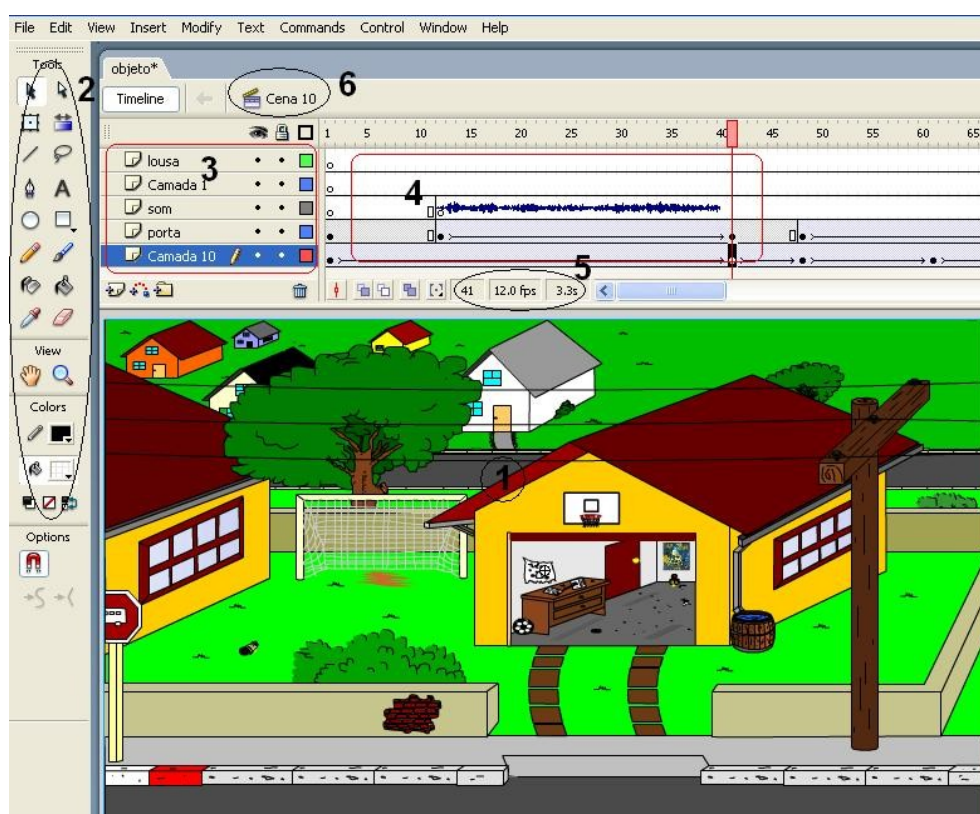 File Edit View Insert Modify Text Commands Control Window Help
Tools
2
objeto*
Timeline
Cena 10
6
1 5 10 15 20 25 30 35 40 45 50 55 60 65
lousa
3
Camada 1
4
som
porta
Camada 10
5
41 12.0 fps 3.3s
View
Colors
1
Options